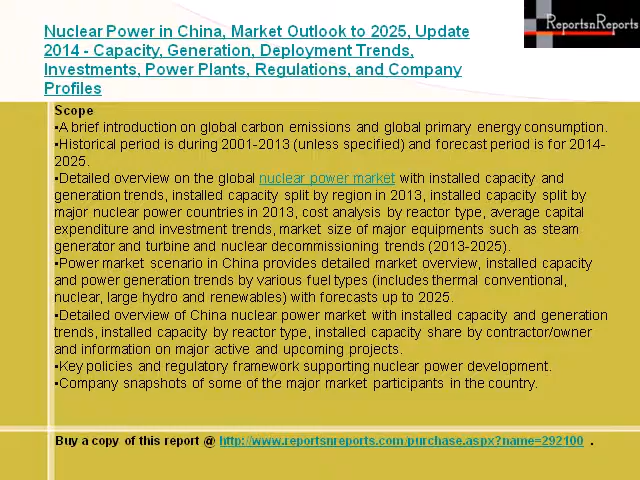 Nuclear Power in China, Market Outlook to 2025, Update
2014 - Capacity, Generation, Deployment Trends,
Investments, Power Plants, Regulations, and Company
Profiles
ReportsnReports
Scope
•A brief introduction on global carbon emissions and global primary energy consumption.
•Historical period is during 2001-2013 (unless specified) and forecast period is for 2014-
2025.
•Detailed overview on the global nuclear power market with installed capacity and
generation trends, installed capacity split by region in 2013, installed capacity split by
major nuclear power countries in 2013, cost analysis by reactor type, average capital
expenditure and investment trends, market size of major equipments such as steam
generator and turbine and nuclear decommissioning trends (2013-2025).
•Power market scenario in China provides detailed market overview, installed capacity
and power generation trends by various fuel types (includes thermal conventional,
nuclear, large hydro and renewables) with forecasts up to 2025.
•Detailed overview of China nuclear power market with installed capacity and generation
trends, installed capacity by reactor type, installed capacity share by contractor/owner
and information on major active and upcoming projects.
•Key policies and regulatory framework supporting nuclear power development.
•Company snapshots of some of the major market participants in the country.
Buy a copy of this report @ http://www.reportsnreports.com/purchase.aspx?name=292100 .